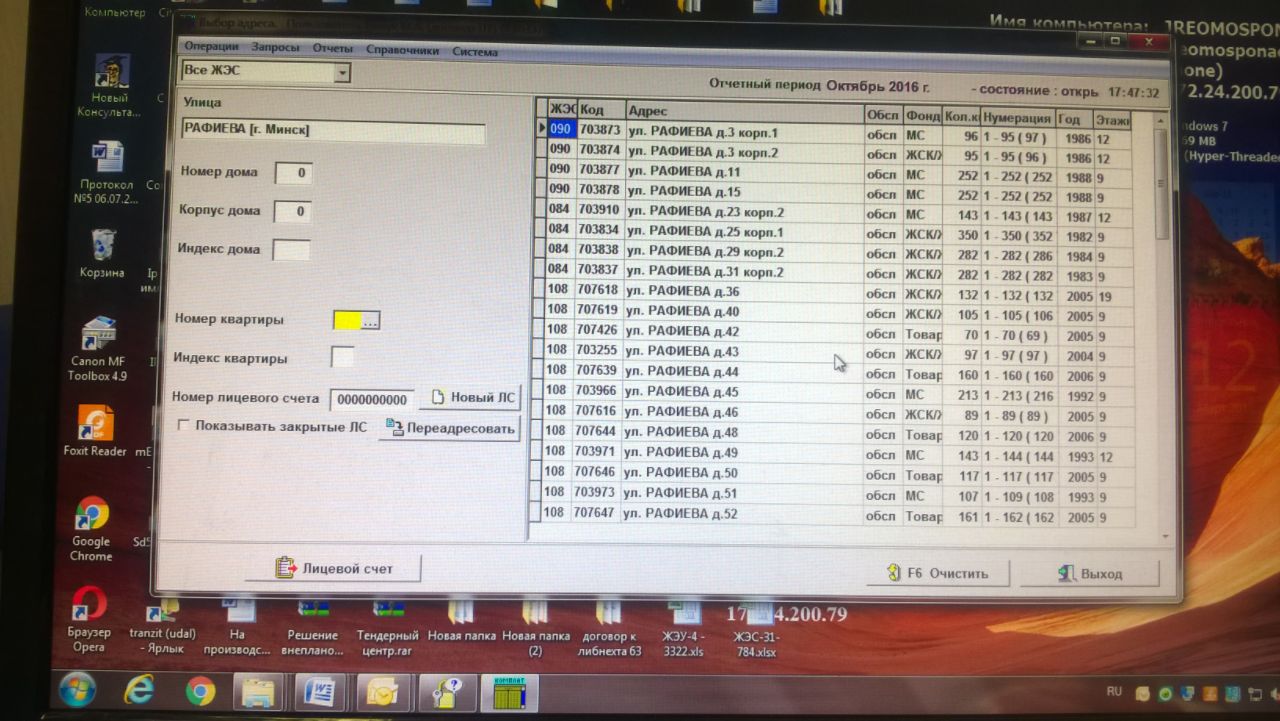 Компьютер
Имя компьютера: JREOMOSPON
Выбор адреса.
Операции Запросы Отчеты Справочники Система
Все ЖЭС
Отчетный период Октябрь 2016 г. - состояние : откры 17:47:32
Улица
РАФИЕВА [г. Минск]
Номер дома 0
Корпус дома 0
Индекс дома
Номер квартиры ...
Индекс квартиры
Номер лицевого счета 0000000000 Новый ЛС
Показывать закрытые ЛС Переадресовать
ЖЭС Код Адрес Обсл Фонд Кол.к Нумерация Год Этажн
090 703873 ул. РАФИЕВА д.3 корп.1 обсл МС 96 1 - 95 ( 97 ) 1986 12
090 703874 ул. РАФИЕВА д.3 корп.2 обсл ЖСК/Х 95 1 - 95 ( 96 ) 1986 12
090 703877 ул. РАФИЕВА д.11 обсл МС 252 1 - 252 ( 252 1988 9
090 703878 ул. РАФИЕВА д.15 обсл МС 252 1 - 252 ( 252 1988 9
084 703910 ул. РАФИЕВА д.23 корп.2 обсл МС 143 1 - 143 ( 143 1987 12
084 703834 ул. РАФИЕВА д.25 корп.1 обсл ЖСК/Х 350 1 - 350 ( 352 1982 9
084 703838 ул. РАФИЕВА д.29 корп.2 обсл ЖСК/Х 282 1 - 282 ( 286 1984 9
084 703837 ул. РАФИЕВА д.31 корп.2 обсл ЖСК/Х 282 1 - 282 ( 282 1983 9
108 707618 ул. РАФИЕВА д.36 обсл ЖСК/Х 132 1 - 132 ( 132 2005 19
108 707619 ул. РАФИЕВА д.40 обсл ЖСК/Х 105 1 - 105 ( 106 2005 9
108 707426 ул. РАФИЕВА д.42 обсл Товар 70 1 - 70 ( 69 ) 2005 9
108 703255 ул. РАФИЕВА д.43 обсл ЖСК/Х 97 1 - 97 ( 97 ) 2004 9
108 707639 ул. РАФИЕВА д.44 обсл Товар 160 1 - 160 ( 160 2006 9
108 703966 ул. РАФИЕВА д.45 обсл МС 213 1 - 213 ( 216 1992 9
108 707616 ул. РАФИЕВА д.46 обсл ЖСК/Х 89 1 - 89 ( 89 ) 2005 9
108 707644 ул. РАФИЕВА д.48 обсл Товар 120 1 - 120 ( 120 2006 9
108 703971 ул. РАФИЕВА д.49 обсл МС 143 1 - 144 ( 144 1993 12
108 707646 ул. РАФИЕВА д.50 обсл Товар 117 1 - 117 ( 117 2005 9
108 703973 ул. РАФИЕВА д.51 обсл МС 107 1 - 109 ( 108 1993 9
108 707647 ул. РАФИЕВА д.52 обсл Товар 161 1 - 162 ( 162 2005 9
Лицевой счет F6 Очистить Выход
eomosponac
one)
72.24.200.79
ndows 7
69 MB
(Hyper-Threaded
Новый
Консульта...
Протокол
№5 06.07.2...
Корзина
Canon MF
Toolbox 4.9
Foxit Reader
Google
Chrome
Браузер
Opera
tranzit (udal)
- Ярлык
На
производс...
Решение
внеплано...
Тендерный
центр.rar
Новая папка
Новая папка
(2)
договор к
либнехта 63
ЖЭУ-4 -
3322.xls
ЖЭС-31-
784.xlsx
17 4.200.79
КОМПЛАТ
RU